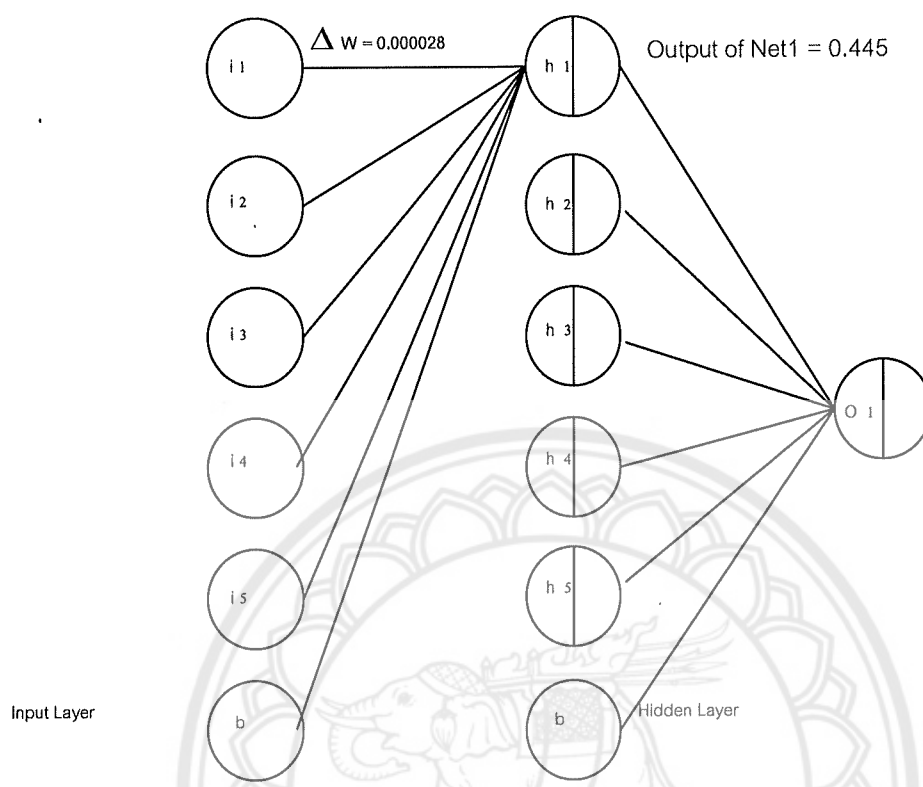 Δ W = 0.000028
i 1
h 1
Output of Net1 = 0.445
i 2
h 2
i 3
h 3
O 1
i 4
h 4
i 5
h 5
Input Layer
b
b
Hidden Layer